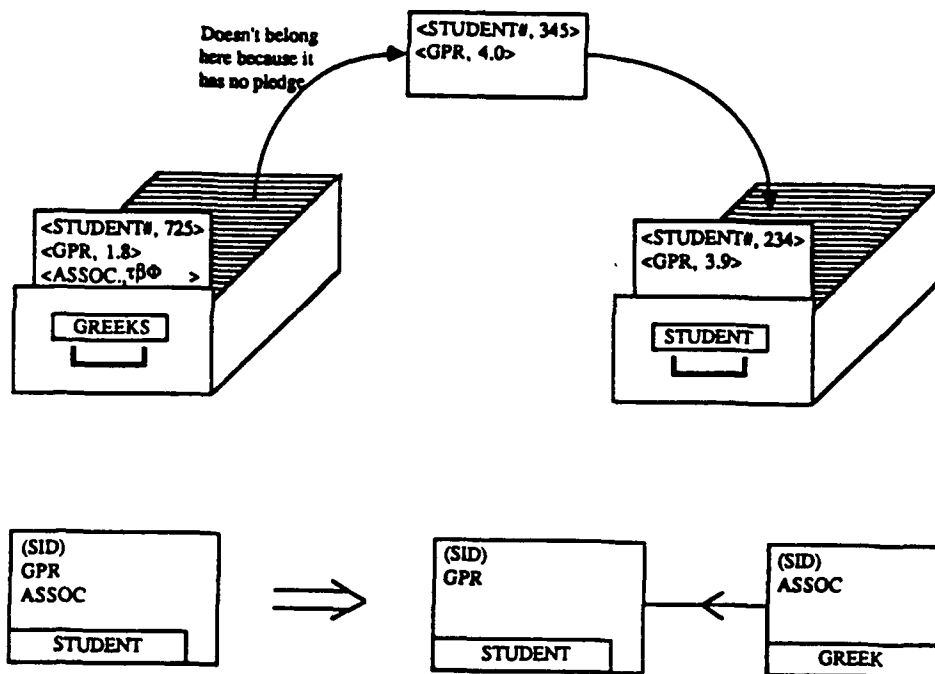 Doesn't belong
here because it
has no pledge
<STUDENT#, 345>
<GPR, 4.0>
<STUDENT#, 725>
<GPR, 1.8>
<ASSOC.,τβΦ >
GREEKS
<STUDENT#, 234>
<GPR, 3.9>
STUDENT
(SID)
GPR
ASSOC
STUDENT
(SID)
GPR
STUDENT
(SID)
ASSOC
GREEK